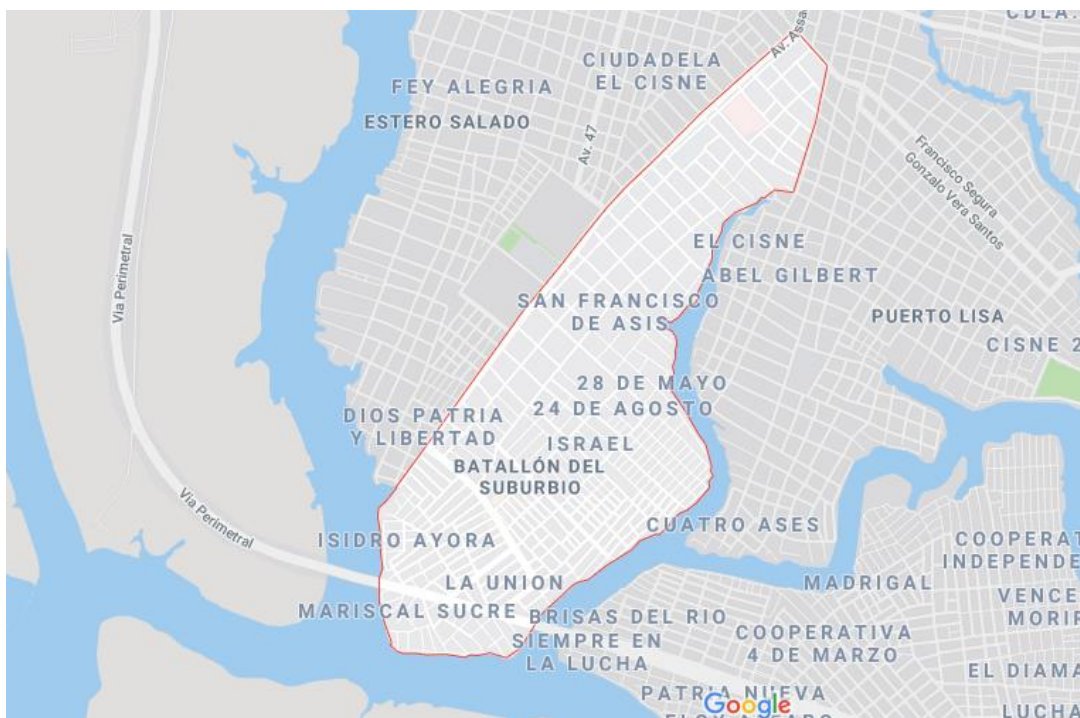 CDLA.
Av. Assa
CIUDADELA
EL CISNE
FEY ALEGRIA
ESTERO SALADO
Av. 47
Francisco Segura
Gonzalo Vera Santos
EL CISNE
ABEL GILBERT
Vía Perimetral
SAN FRANCISCO
DE ASIS
PUERTO LISA
CISNE 2
28 DE MAYO
24 DE AGOSTO
DIOS PATRIA
Y LIBERTAD
ISRAEL
BATALLÓN DEL
SUBURBIO
Vía Perimetral
CUATRO ASES
ISIDRO AYORA
COOPERAT
INDEPENDE
LA UNION
MADRIGAL
VENCE
MORIR
MARISCAL SUCRE
BRISAS DEL RIO
SIEMPRE EN
LA LUCHA
COOPERATIVA
4 DE MARZO
EL DIAMA
PATRIA NUEVA
Google
LUCHA